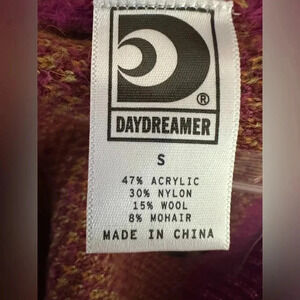 ®
DAYDREAMER
S
47% ACRYLIC
30% NYLON
15% WOOL
8% MOHAIR
MADE IN CHINA